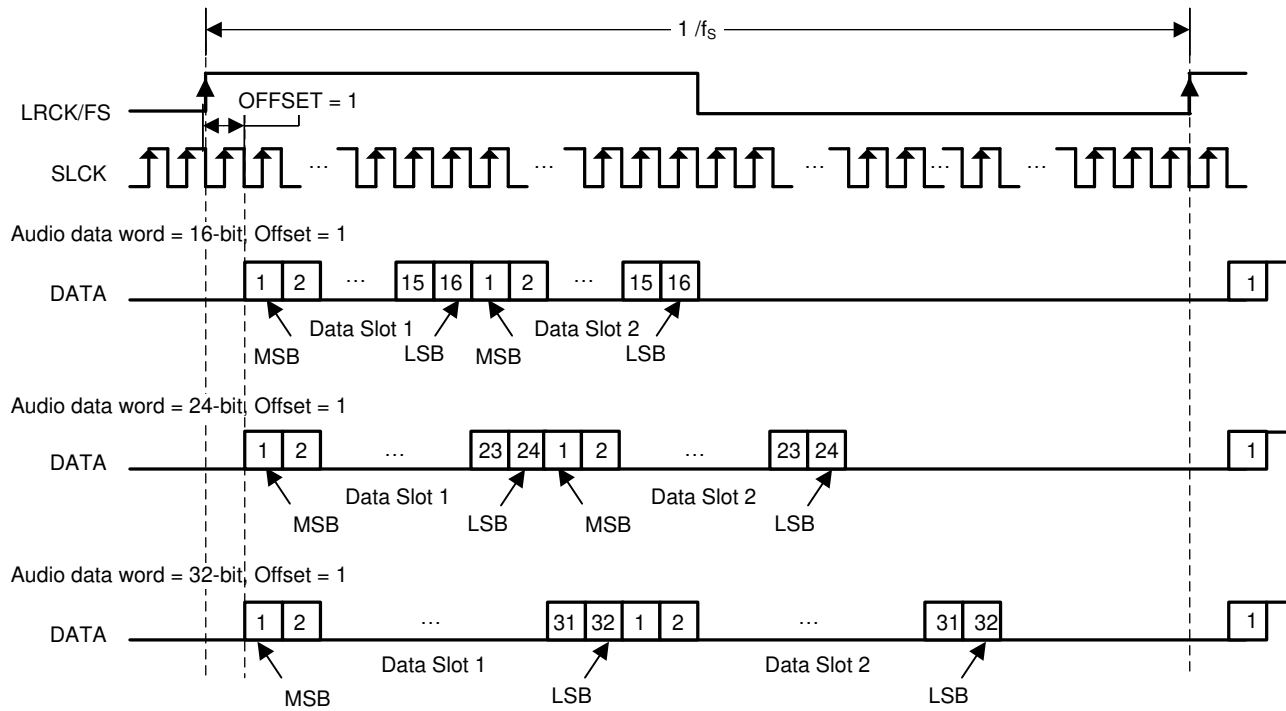 1 /fS
LRCK/FS
OFFSET = 1
SLCK
... ... ... ... ...
Audio data word = 16-bit, Offset = 1
DATA
1 2 ... 15 16 1 2 ... 15 16 1
Data Slot 1 Data Slot 2
MSB LSB MSB LSB
Audio data word = 24-bit, Offset = 1
DATA
1 2 ... 23 24 1 2 ... 23 24 1
Data Slot 1 Data Slot 2
MSB LSB MSB LSB
Audio data word = 32-bit, Offset = 1
DATA
1 2 ... 31 32 1 2 ... 31 32 1
Data Slot 1 Data Slot 2
MSB LSB LSB